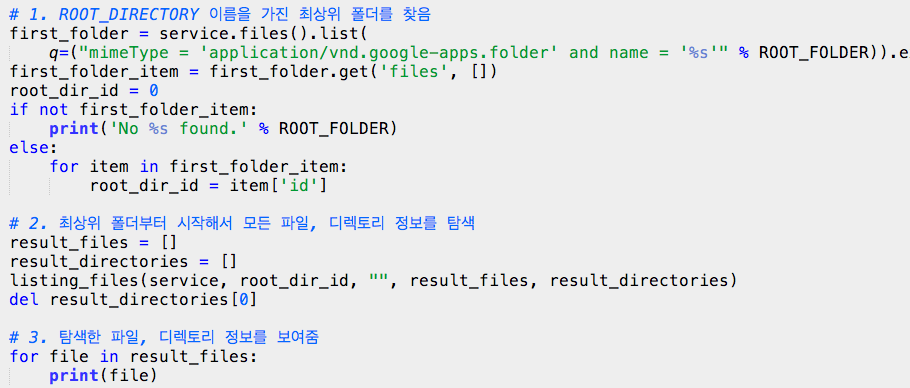 # 1. ROOT_DIRECTORY 이름을 가진 최상위 폴더를 찾음
first_folder = service.files().list(
    q=("mimeType = 'application/vnd.google-apps.folder' and name = '%s'" % ROOT_FOLDER)).e
first_folder_item = first_folder.get('files', [])
root_dir_id = 0
if not first_folder_item:
    print('No %s found.' % ROOT_FOLDER)
else:
    for item in first_folder_item:
        root_dir_id = item['id']
# 2. 최상위 폴더부터 시작해서 모든 파일, 디렉토리 정보를 탐색
result_files = []
result_directories = []
listing_files(service, root_dir_id, "", result_files, result_directories)
del result_directories[0]
# 3. 탐색한 파일, 디렉토리 정보를 보여줌
for file in result_files:
    print(file)